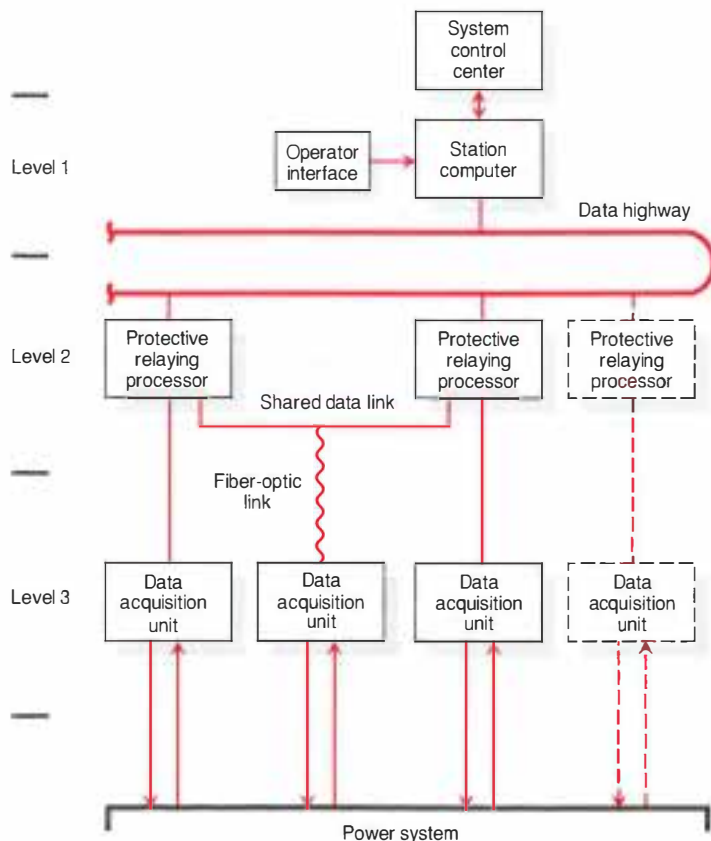 System
control
center
Level 1
Operator
interface
Station
computer
Data highway
Level 2
Protective
relaying
processor
Protective
relaying
processor
Protective
relaying
processor
Shared data link
Fiber-optic
link
Level 3
Data
acquisition
unit
Data
acquisition
unit
Data
acquisition
unit
Data
acquisition
unit
Power system